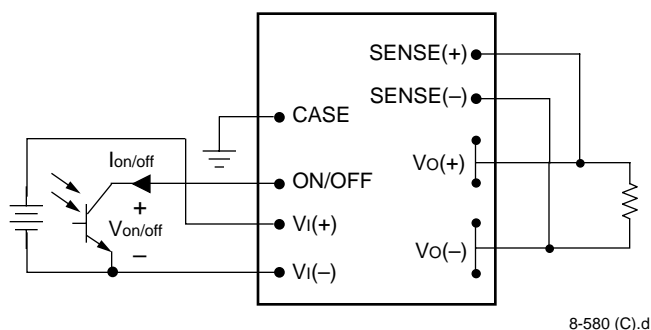 SENSE(+)
SENSE(–)
CASE
Ion/off
ON/OFF
+
Von/off
–
VI(+)
VI(–)
VO(+)
VO(–)
8-580 (C).d